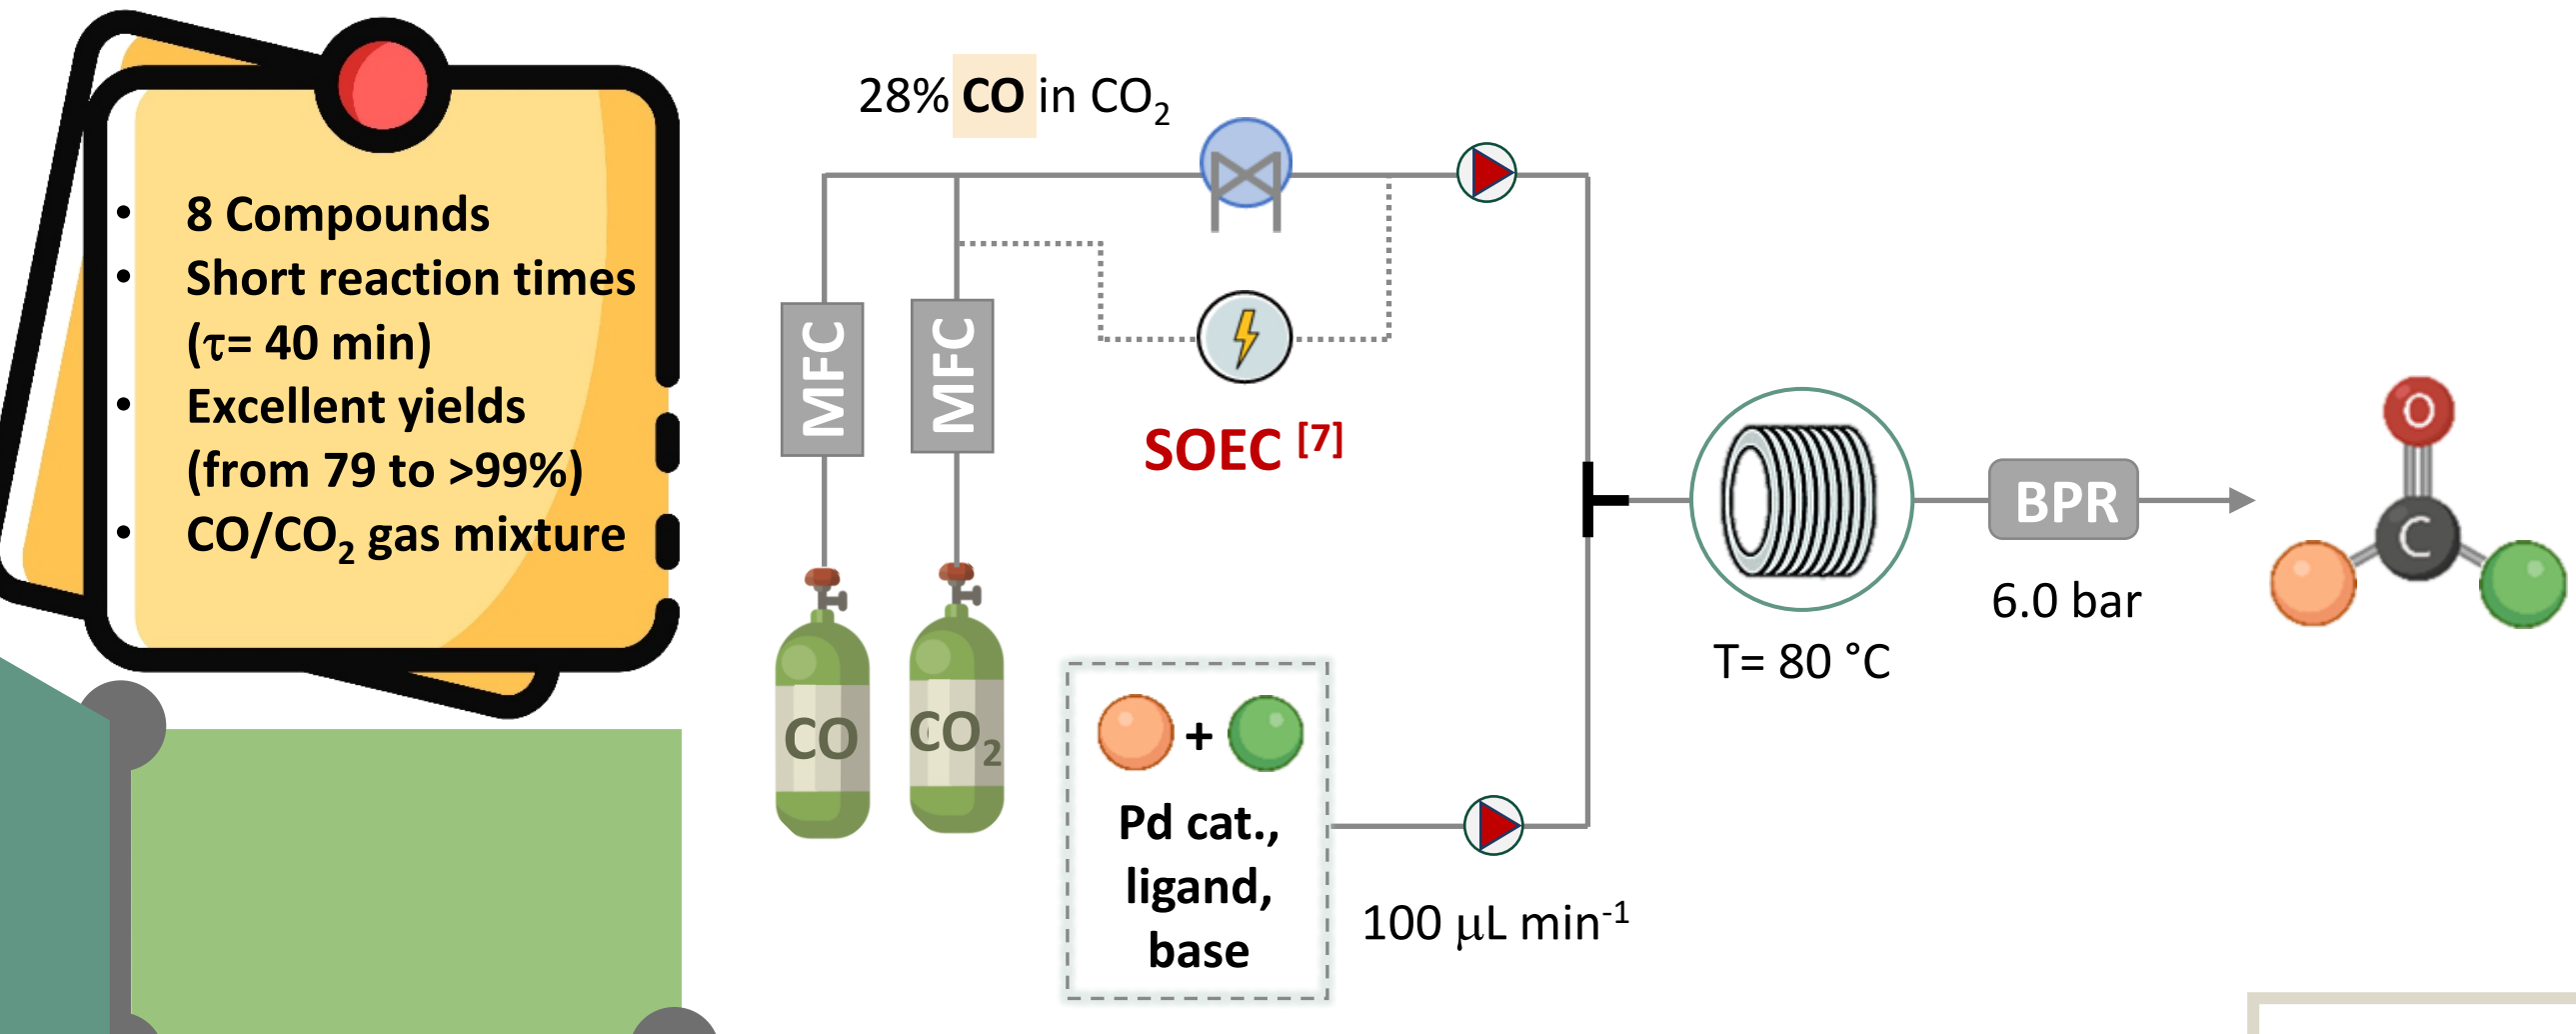 • 8 Compounds
• Short reaction times
(τ= 40 min)
• Excellent yields
(from 79 to >99%)
• CO/CO₂ gas mixture
28% CO in CO₂
MFC
MFC
SOEC [7]
CO
CO₂
+
Pd cat.,
ligand,
base
100 µL min⁻¹
T= 80 °C
BPR
6.0 bar
O
C